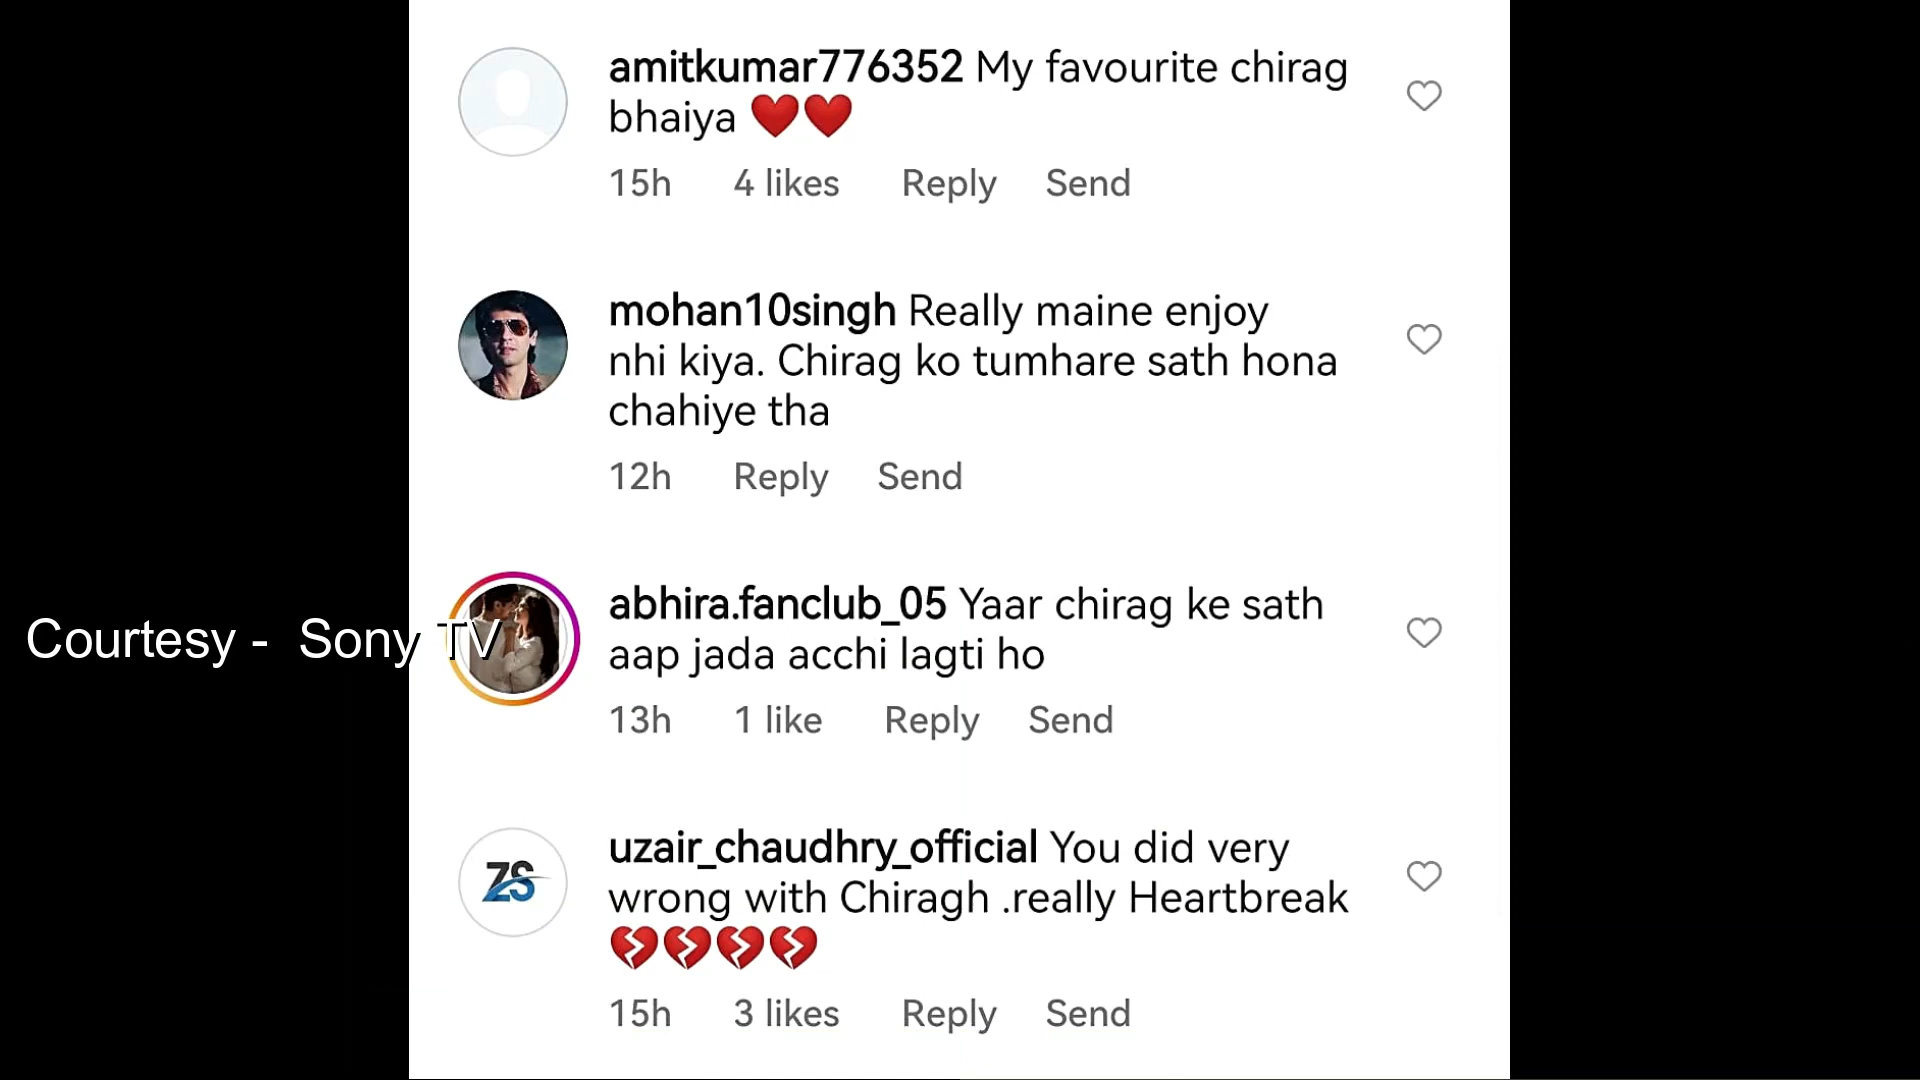 amitkumar776352 My favourite chirag
bhaiya ❤️❤️
15h 4 likes Reply Send
mohan10singh Really maine enjoy
nhi kiya. Chirag ko tumhare sath hona
chahiye tha
12h Reply Send
abhira.fanclub_05 Yaar chirag ke sath
Courtesy - Sony TV
aap jada acchi lagti ho
13h 1 like Reply Send
ZS
uzair_chaudhry_official You did very
wrong with Chiragh .really Heartbreak
💔💔💔💔
15h 3 likes Reply Send